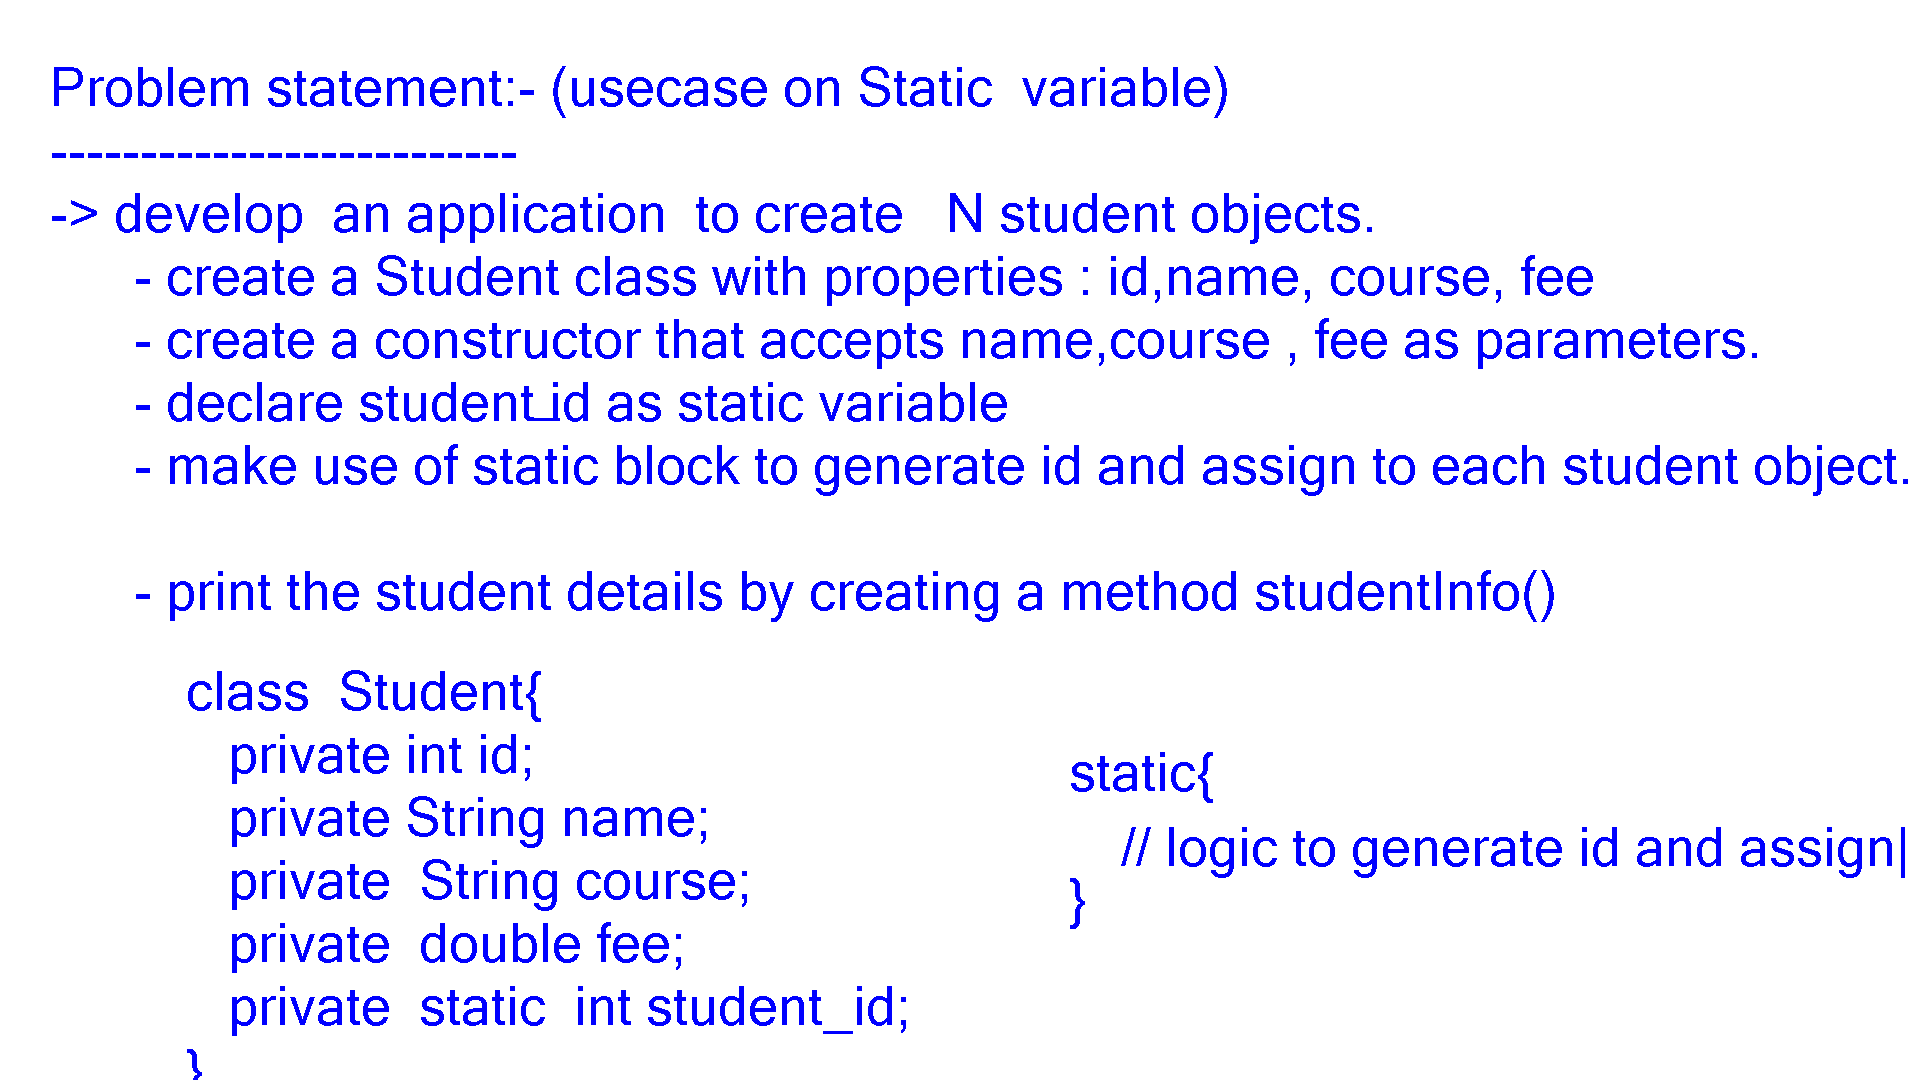 Problem statement:- (usecase on Static variable)
--------------------------
-> develop an application to create N student objects.
- create a Student class with properties : id,name, course, fee
- create a constructor that accepts name,course , fee as parameters.
- declare student_id as static variable
- make use of static block to generate id and assign to each student object.
- print the student details by creating a method studentInfo()
class Student{
private int id;
private String name;
private String course;
private double fee;
private static int student_id;
}
static{
// logic to generate id and assign|
}